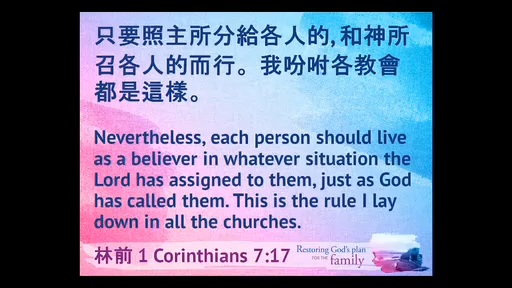 只要照主所分給各人的, 和神所
召各人的而行。我吩咐各教會
都是這樣。
Nevertheless, each person should live
as a believer in whatever situation the
Lord has assigned to them, just as God
has called them. This is the rule I lay
down in all the churches.
林前 1 Corinthians 7:17
Restoring God's plan
FOR THE family